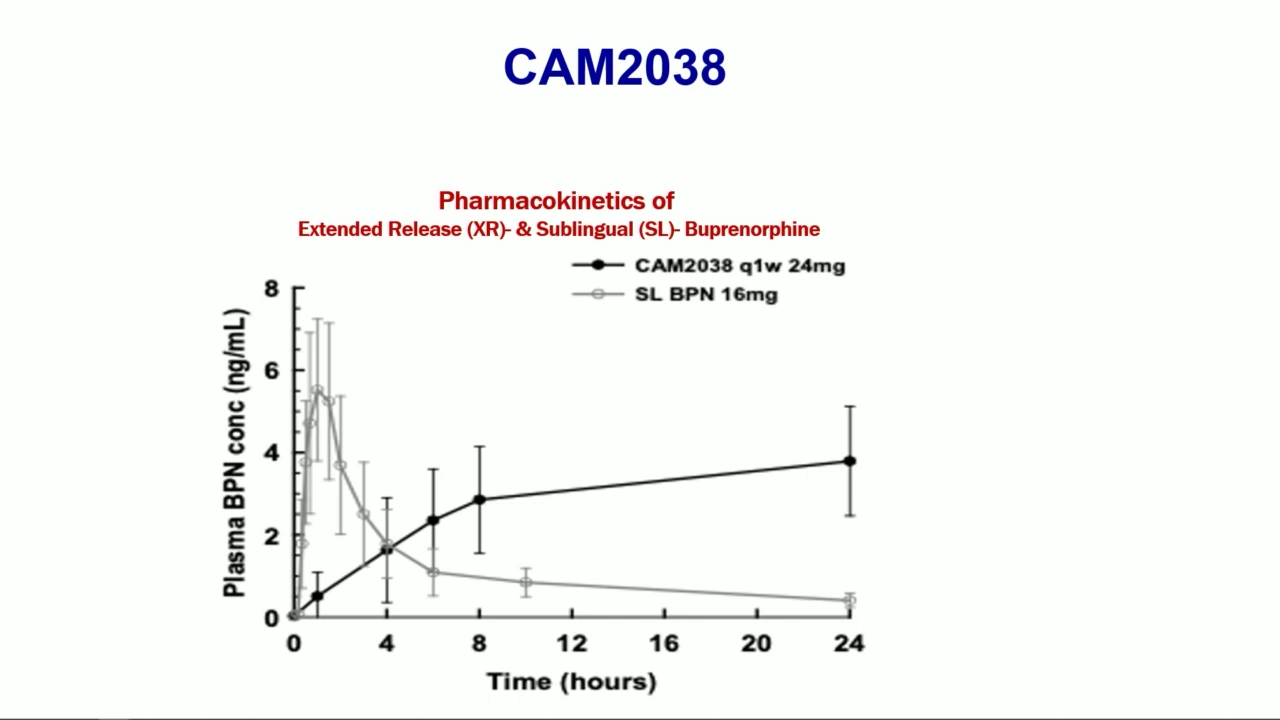 CAM2038
Pharmacokinetics of
Extended Release (XR)- & Sublingual (SL)- Buprenorphine
CAM2038 q1w 24mg
SL BPN 16mg
Plasma BPN conc (ng/mL)
8
6
4
2
0
0 4 8 12 16 20 24
Time (hours)